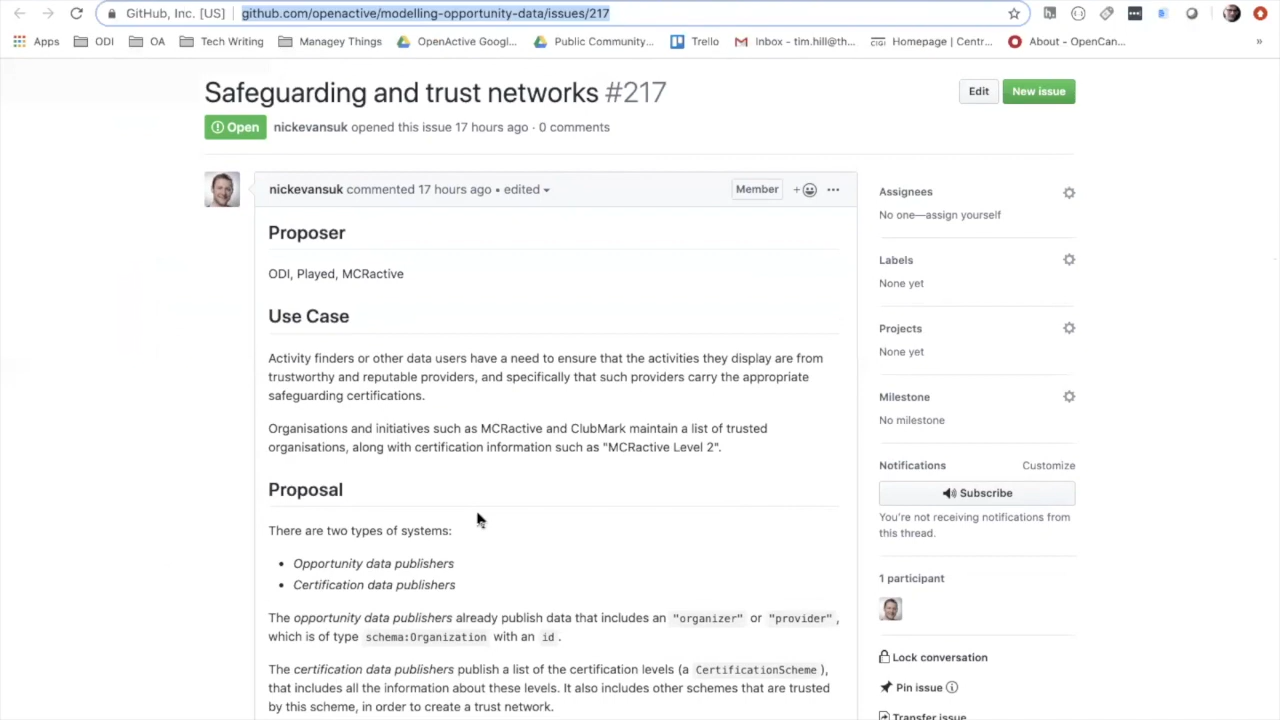 GitHub, Inc. [US] github.com/openactive/modelling-opportunity-data/issues/217
Apps ODI OA Tech Writing Managey Things OpenActive Googl... Public Community... Trello Inbox - tim.hill@th... CIGI Homepage | Centr... About - OpenCan... »
Safeguarding and trust networks #217
Edit New issue
Open nickevansuk opened this issue 17 hours ago · 0 comments
nickevansuk commented 17 hours ago • edited Member
Proposer
ODI, Played, MCRactive
Use Case
Activity finders or other data users have a need to ensure that the activities they display are from
trustworthy and reputable providers, and specifically that such providers carry the appropriate
safeguarding certifications.
Organisations and initiatives such as MCRactive and ClubMark maintain a list of trusted
organisations, along with certification information such as "MCRactive Level 2".
Proposal
There are two types of systems:
• Opportunity data publishers
• Certification data publishers
The opportunity data publishers already publish data that includes an "organizer" or "provider",
which is of type schema:Organization with an id.
The certification data publishers publish a list of the certification levels (a CertificationScheme),
that includes all the information about these levels. It also includes other schemes that are trusted
by this scheme, in order to create a trust network.
Assignees
No one—assign yourself
Labels
None yet
Projects
None yet
Milestone
No milestone
Notifications Customize
Subscribe
You're not receiving notifications from
this thread.
1 participant
Lock conversation
Pin issue
Transfer issue